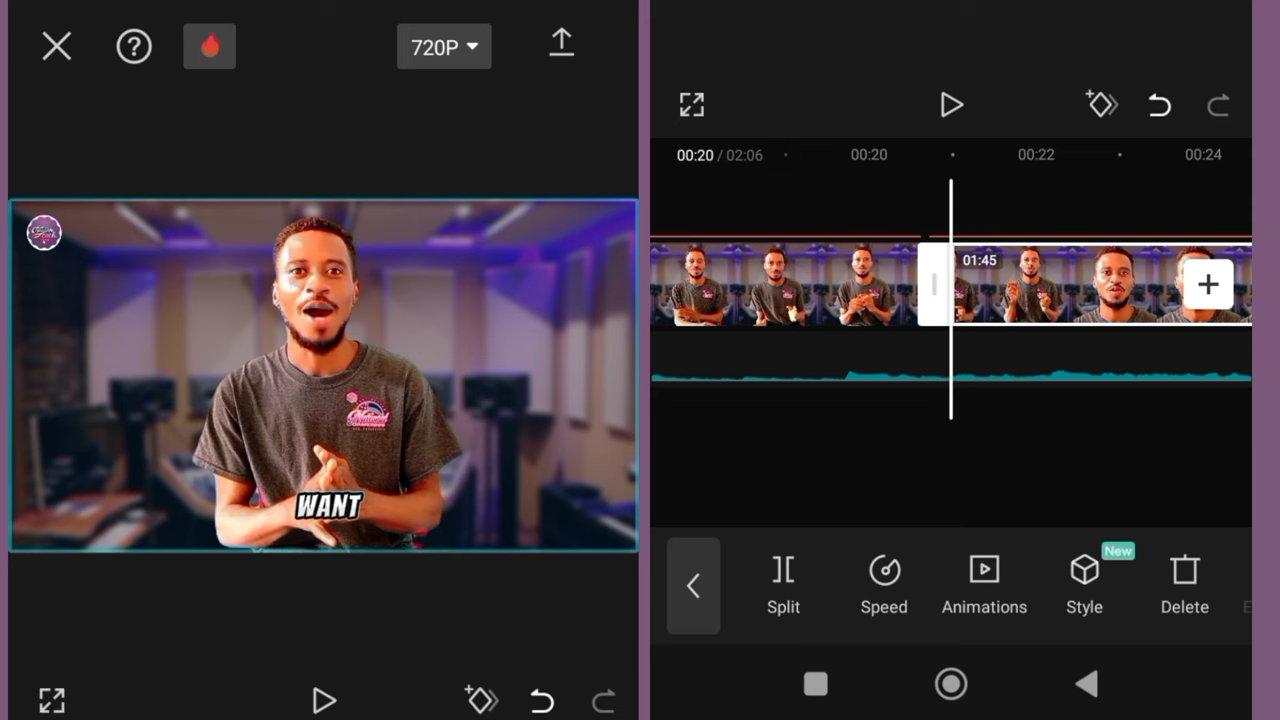 720P
WANT
00:20 / 02:06
00:20
00:22
00:24
01:45
New
Split
Speed
Animations
Style
Delete